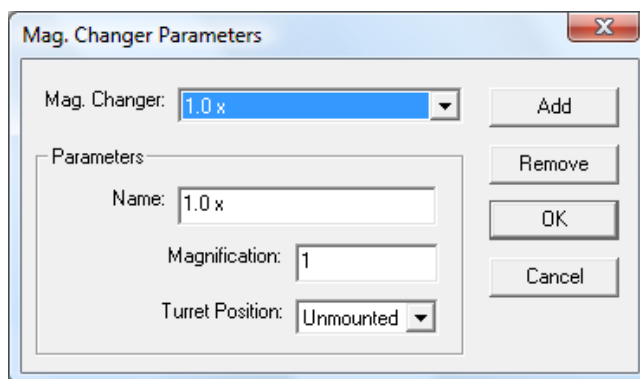 Mag. Changer Parameters
Mag. Changer: 1.0 x
Add
Parameters
Remove
Name: 1.0 x
OK
Magnification: 1
Cancel
Turret Position: Unmounted